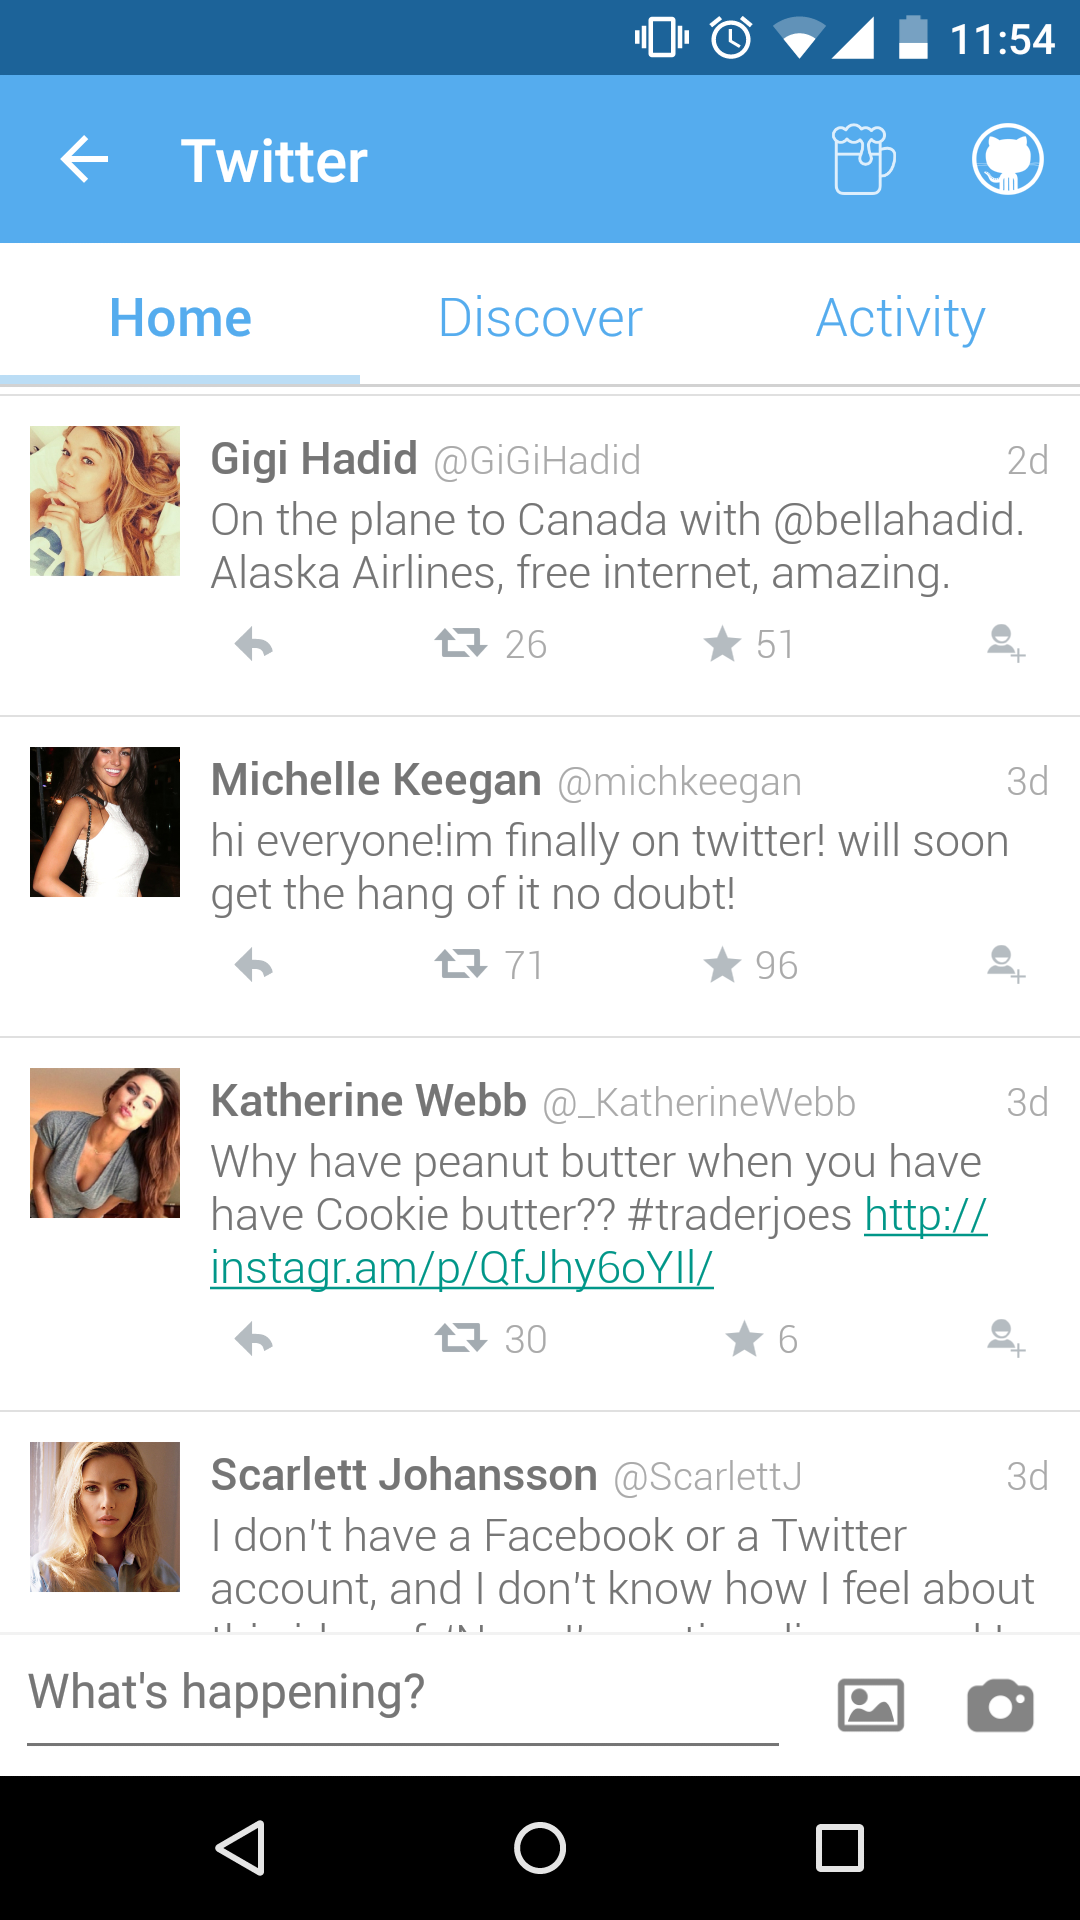 11:54
Twitter
Home Discover Activity
Gigi Hadid @GiGiHadid 2d
On the plane to Canada with @bellahadid.
Alaska Airlines, free internet, amazing.
26 51
Michelle Keegan @michkeegan 3d
hi everyone!im finally on twitter! will soon
get the hang of it no doubt!
71 96
Katherine Webb @_KatherineWebb 3d
Why have peanut butter when you have
have Cookie butter?? #traderjoes http://
instagr.am/p/QfJhy6oYIl/
30 6
Scarlett Johansson @ScarlettJ 3d
I don't have a Facebook or a Twitter
account, and I don't know how I feel about
What's happening?